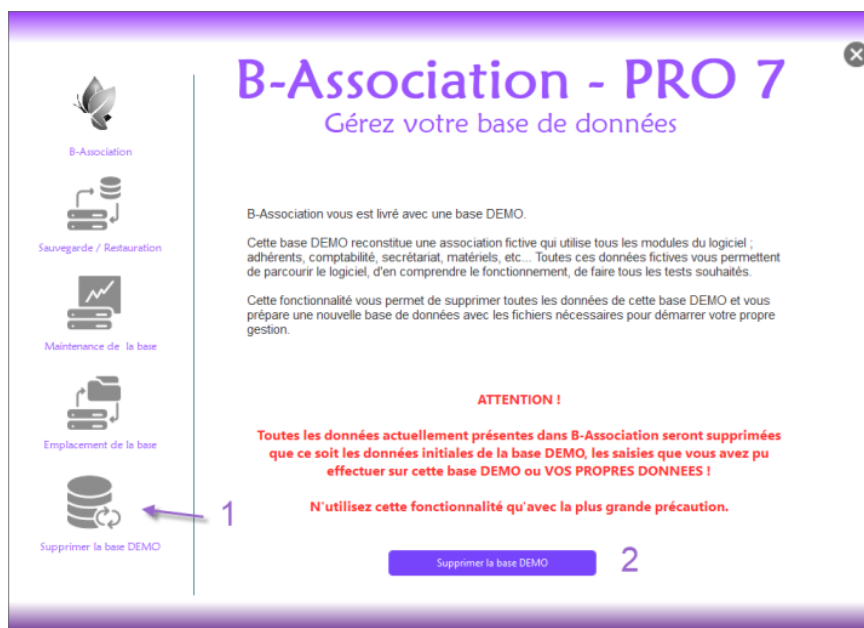 B-Association - PRO 7
Gérez votre base de données
B-Association
Sauvegarde / Restauration
Maintenance de la base
Emplacement de la base
1
Supprimer la base DEMO
B-Association vous est livré avec une base DEMO.
Cette base DEMO reconstitue une association fictive qui utilise tous les modules du logiciel ;
adhérents, comptabilité, secrétariat, matériels, etc... Toutes ces données fictives vous permettent
de parcourir le logiciel, d'en comprendre le fonctionnement, de faire tous les tests souhaités.
Cette fonctionnalité vous permet de supprimer toutes les données de cette base DEMO et vous
prépare une nouvelle base de données avec les fichiers nécessaires pour démarrer votre propre
gestion.
ATTENTION !
Toutes les données actuellement présentes dans B-Association seront supprimées
que ce soit les données initiales de la base DEMO, les saisies que vous avez pu
effectuer sur cette base DEMO ou VOS PROPRES DONNEES !
N'utilisez cette fonctionnalité qu'avec la plus grande précaution.
Supprimer la base DEMO 2